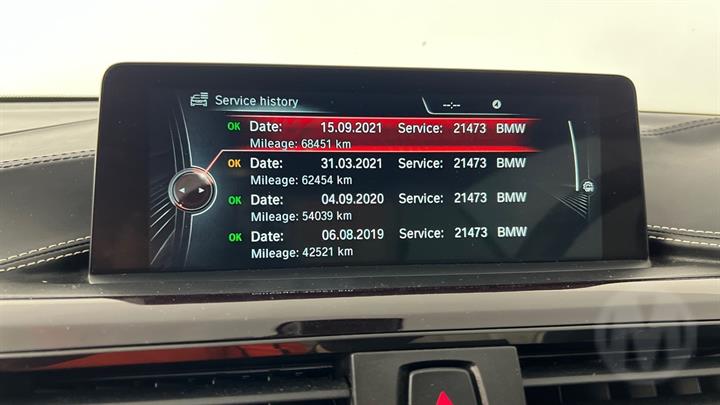 Service history --:--
OK Date: 15.09.2021 Service: 21473 BMW
Mileage: 68451 km
OK Date: 31.03.2021 Service: 21473 BMW
Mileage: 62454 km
OK Date: 04.09.2020 Service: 21473 BMW
Mileage: 54039 km
OK Date: 06.08.2019 Service: 21473 BMW
Mileage: 42521 km
M